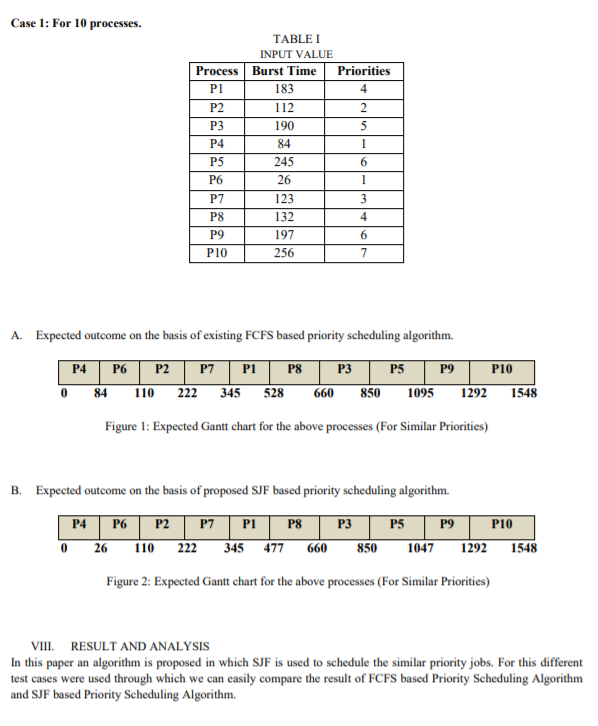 Case 1: For 10 processes.
TABLE I
INPUT VALUE
Process Burst Time Priorities
P1 183 4
P2 112 2
P3 190 5
P4 84 1
P5 245 6
P6 26 1
P7 123 3
P8 132 4
P9 197 6
P10 256 7
A. Expected outcome on the basis of existing FCFS based priority scheduling algorithm.
P4 P6 P2 P7 P1 P8 P3 P5 P9 P10
0 84 110 222 345 528 660 850 1095 1292 1548
Figure 1: Expected Gantt chart for the above processes (For Similar Priorities)
B. Expected outcome on the basis of proposed SJF based priority scheduling algorithm.
P4 P6 P2 P7 P1 P8 P3 P5 P9 P10
0 26 110 222 345 477 660 850 1047 1292 1548
Figure 2: Expected Gantt chart for the above processes (For Similar Priorities)
VIII. RESULT AND ANALYSIS
In this paper an algorithm is proposed in which SJF is used to schedule the similar priority jobs. For this different
test cases were used through which we can easily compare the result of FCFS based Priority Scheduling Algorithm
and SJF based Priority Scheduling Algorithm.